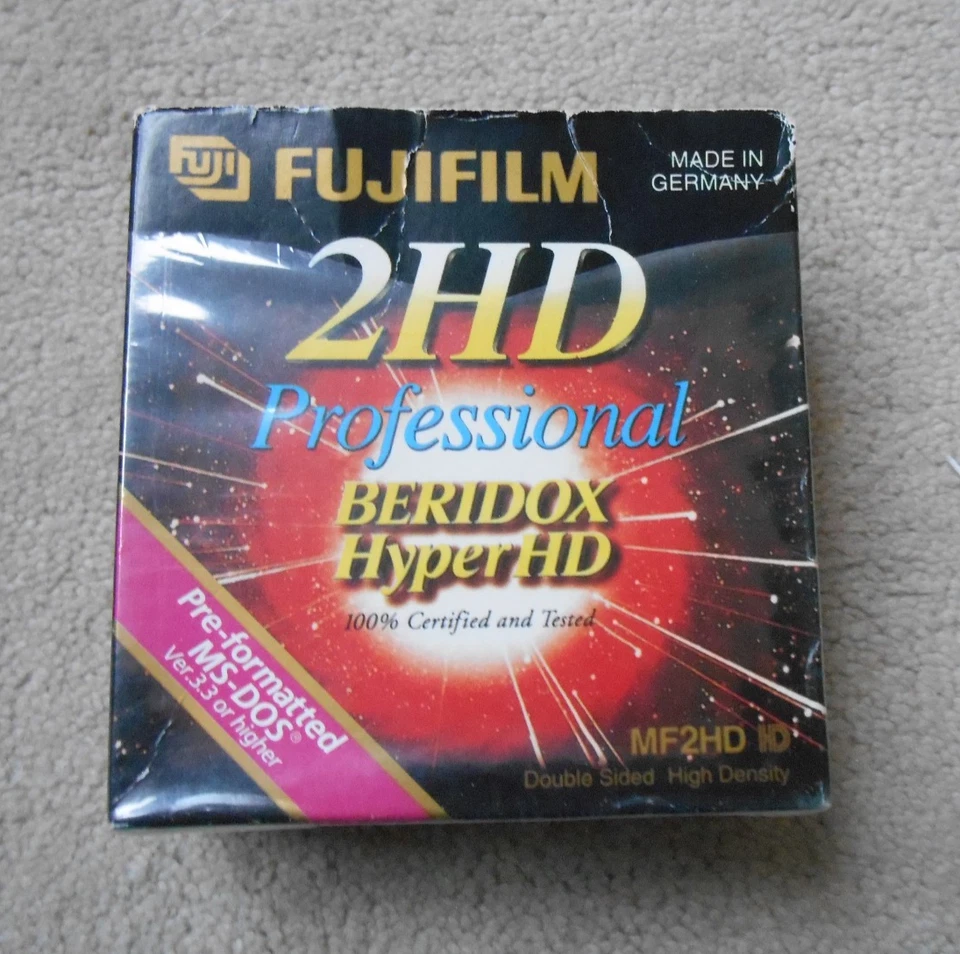 FUJI FUJIFILM
MADE IN
GERMANY
2HD
Professional
BERIDOX
HyperHD
100% Certified and Tested
Pre-formatted
MS-DOS®
Ver.3.3 or higher
MF2HD HD
Double Sided High Density